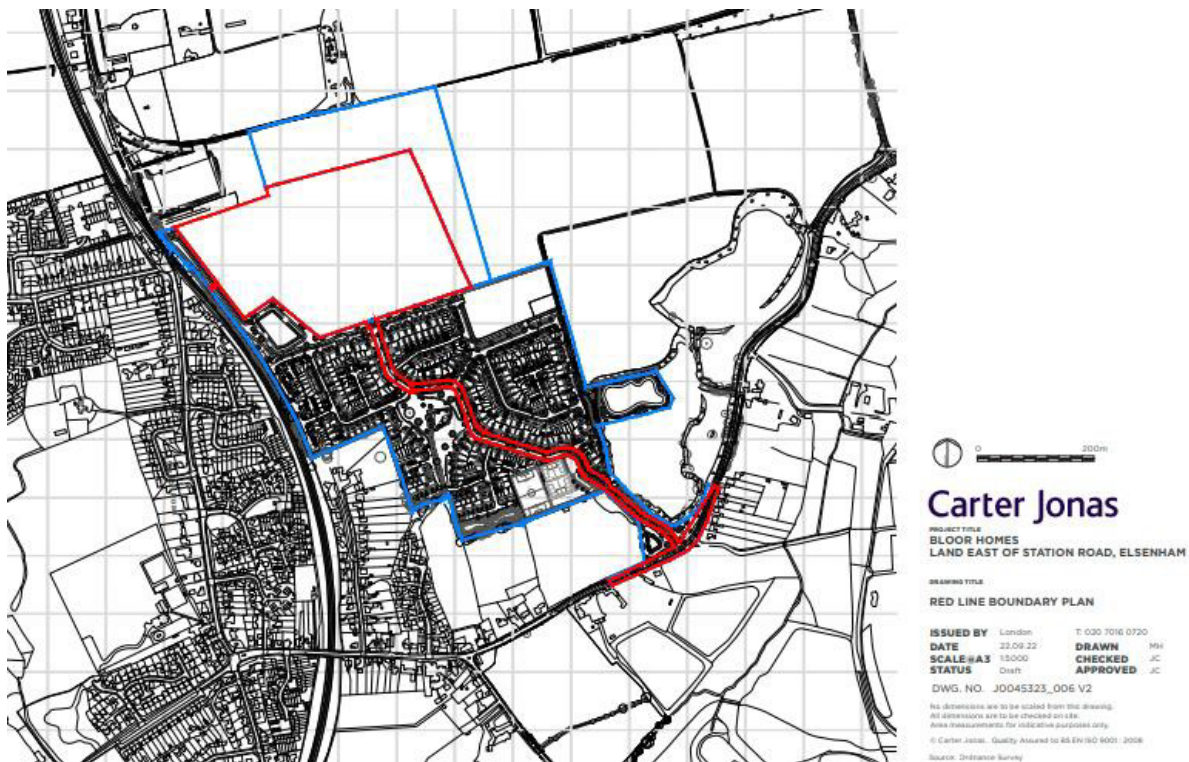 0 200m
Carter Jonas
PROJECT TITLE
BLOOR HOMES
LAND EAST OF STATION ROAD, ELSENHAM
DRAWING TITLE
RED LINE BOUNDARY PLAN
ISSUED BY London T: 020 7016 0720
DATE 22.09.22 DRAWN MH
SCALE@A3 1:5000 CHECKED JC
STATUS Draft APPROVED JC
DWG. NO. J0045323_006 V2
No dimensions are to be scaled from this drawing.
All dimensions are to be checked on site.
Area measurements for indicative purposes only.
© Carter Jonas. Quality Assured to BS EN ISO 9001 : 2008
Source: Ordnance Survey